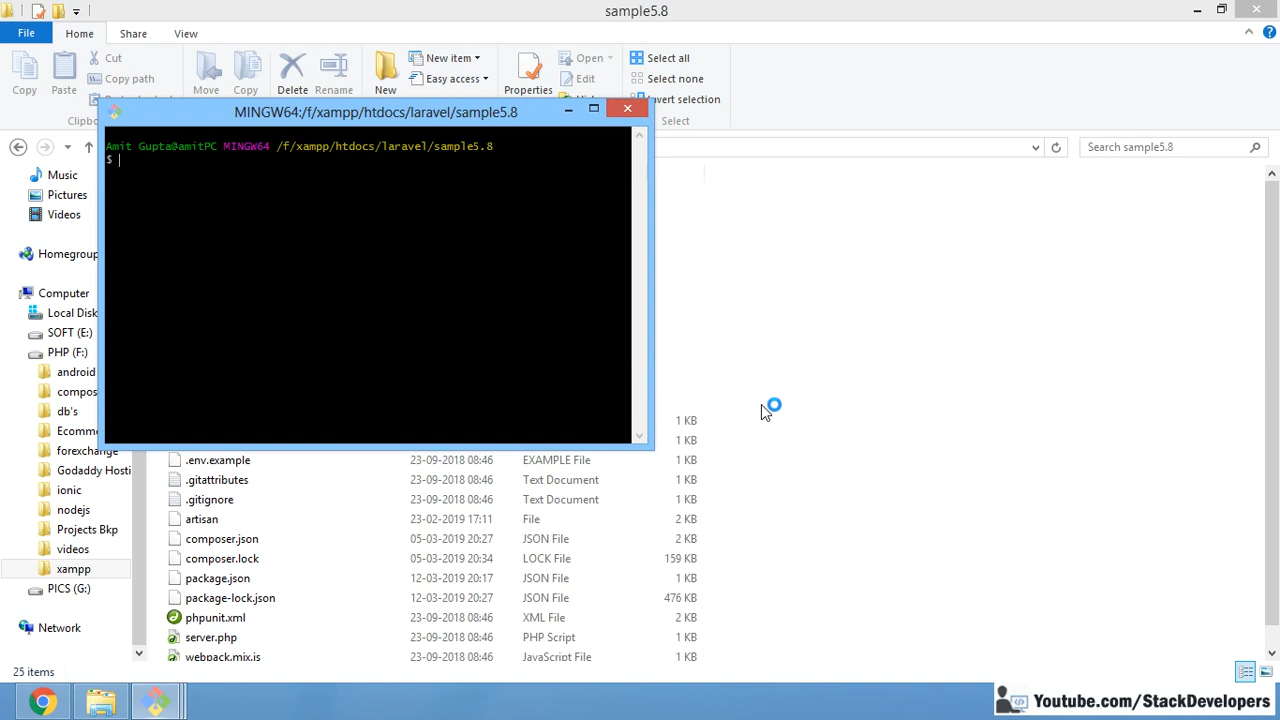 sample5.8
File Home Share View
Cut
Copy path
Copy Paste Move Copy Delete Rename New Properties
New item
Easy access
Open
Edit
Select all
Select none
Invert selection
Clipb Select
MINGW64:/f/xampp/htdocs/laravel/sample5.8
Amit Gupta@amitPC MINGW64 /f/xampp/htdocs/laravel/sample5.8
$
Search sample5.8
Music
Pictures
Videos
Homegroup
Computer
Local Disk
SOFT (E:)
PHP (F:)
android
compos
db's
Ecomm
forexchange
Godaddy Hosti
ionic
nodejs
Projects Bkp
videos
xampp
PICS (G:)
Network
1 KB
1 KB
.env.example 23-09-2018 08:46 EXAMPLE File 1 KB
.gitattributes 23-09-2018 08:46 Text Document 1 KB
.gitignore 23-09-2018 08:46 Text Document 1 KB
artisan 23-02-2019 17:11 File 2 KB
composer.json 05-03-2019 20:27 JSON File 2 KB
composer.lock 05-03-2019 20:34 LOCK File 159 KB
package.json 12-03-2019 20:17 JSON File 1 KB
package-lock.json 12-03-2019 20:27 JSON File 476 KB
phpunit.xml 23-09-2018 08:46 XML File 2 KB
server.php 23-09-2018 08:46 PHP Script 1 KB
webpack.mix.js 23-09-2018 08:46 JavaScript File 1 KB
25 items
Youtube.com/StackDevelopers